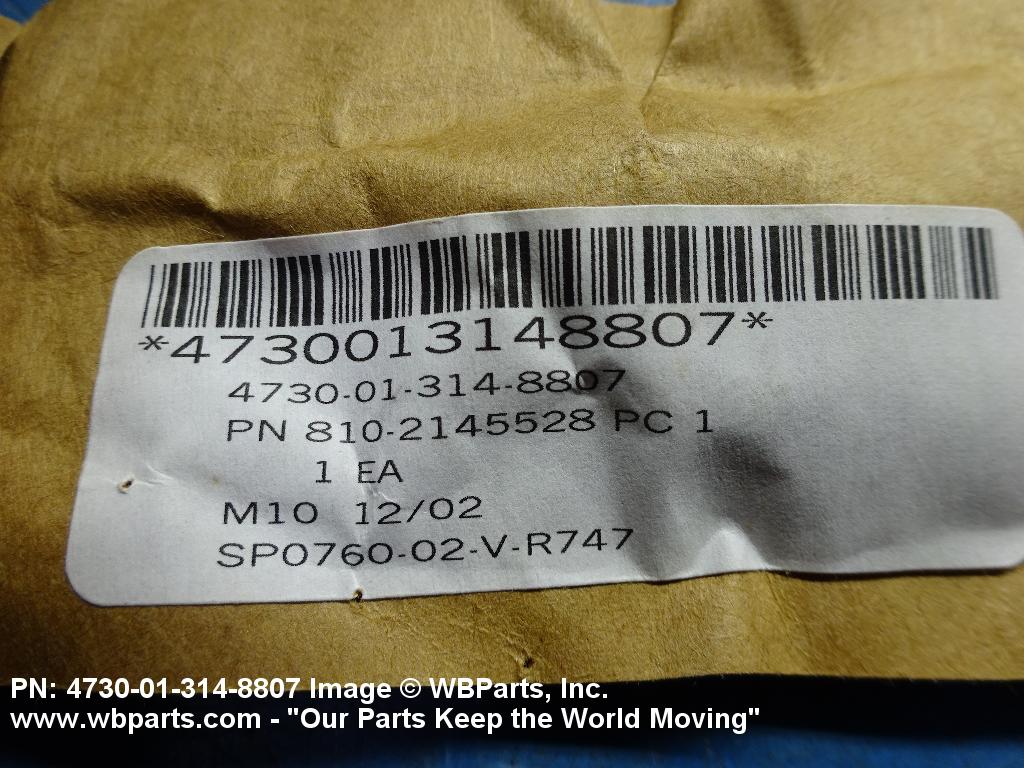 *4730013148807*
4730-01-314-8807
PN 810-2145528 PC 1
1 EA
M10 12/02
SP0760-02-V-R747
PN: 4730-01-314-8807 Image © WBParts, Inc.
www.wbparts.com - "Our Parts Keep the World Moving"